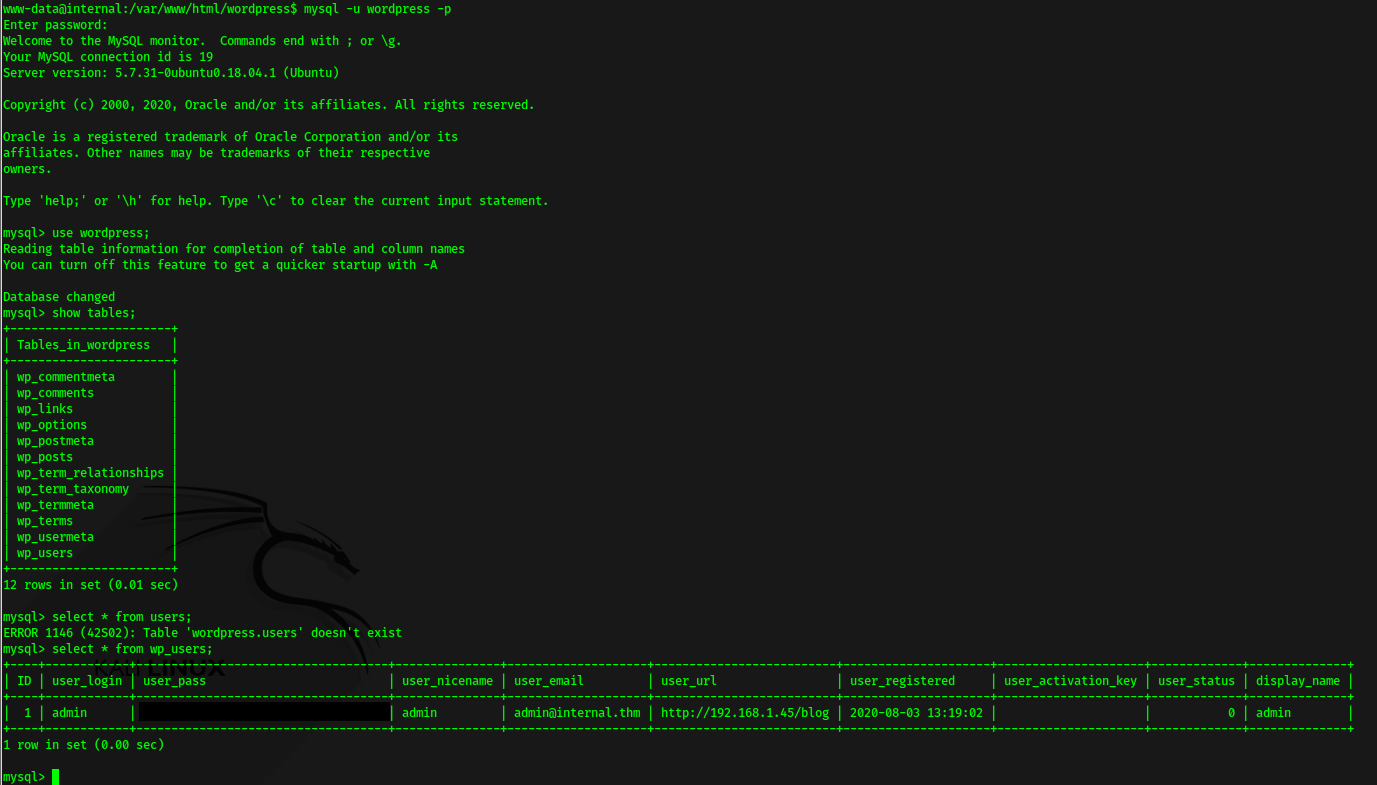 www-data@internal:/var/www/html/wordpress$ mysql -u wordpress -p
Enter password:
Welcome to the MySQL monitor.  Commands end with ; or \g.
Your MySQL connection id is 19
Server version: 5.7.31-0ubuntu0.18.04.1 (Ubuntu)

Copyright (c) 2000, 2020, Oracle and/or its affiliates. All rights reserved.

Oracle is a registered trademark of Oracle Corporation and/or its
affiliates. Other names may be trademarks of their respective
owners.

Type 'help;' or '\h' for help. Type '\c' to clear the current input statement.

mysql> use wordpress;
Reading table information for completion of table and column names
You can turn off this feature to get a quicker startup with -A

Database changed
mysql> show tables;
+-----------------------+
| Tables_in_wordpress   |
+-----------------------+
| wp_commentmeta        |
| wp_comments           |
| wp_links              |
| wp_options            |
| wp_postmeta           |
| wp_posts              |
| wp_term_relationships |
| wp_term_taxonomy      |
| wp_termmeta           |
| wp_terms              |
| wp_usermeta           |
| wp_users              |
+-----------------------+
12 rows in set (0.01 sec)

mysql> select * from users;
ERROR 1146 (42S02): Table 'wordpress.users' doesn't exist
mysql> select * from wp_users;
KALI LINUX
| ID | user_login | user_pass | user_nicename | user_email | user_url | user_registered | user_activation_key | user_status | display_name |
| 1 | admin | | admin | admin@internal.thm | http://192.168.1.45/blog | 2020-08-03 13:19:02 | | 0 | admin |
1 row in set (0.00 sec)

mysql>